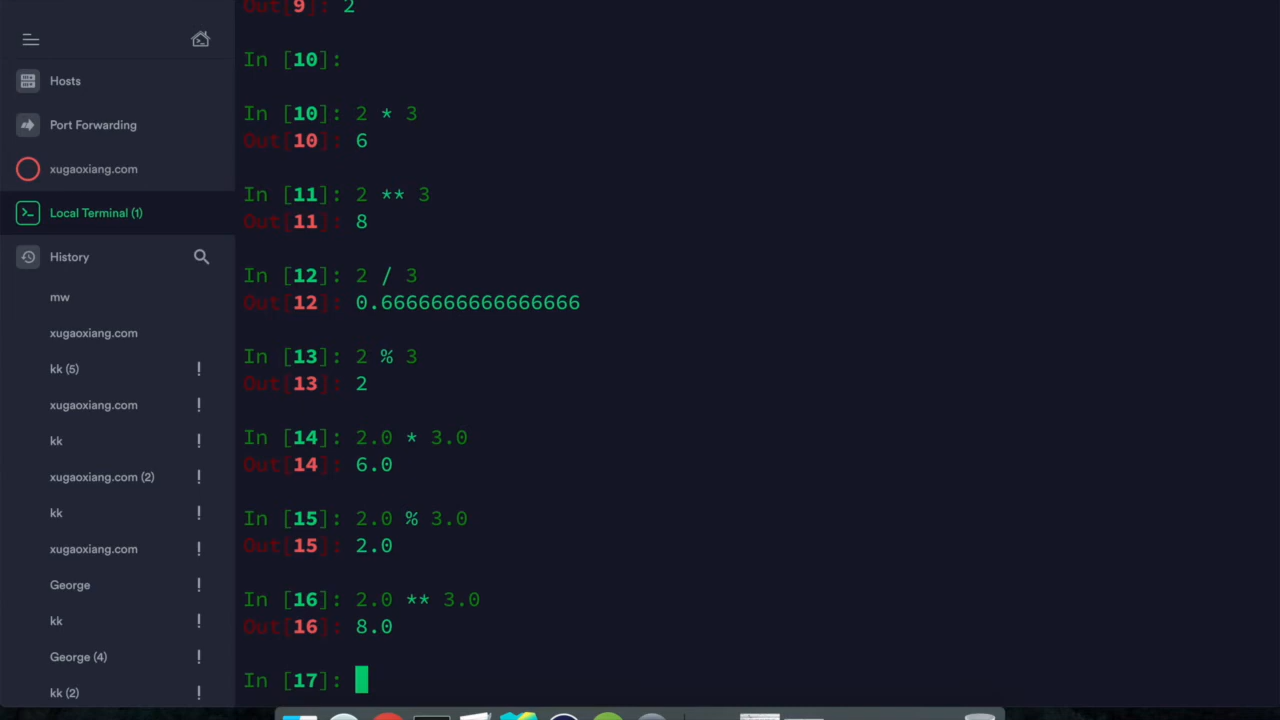 Out[9]: 2
In [10]:
Hosts
Port Forwarding
In [10]: 2 * 3
Out[10]: 6
xugaoxiang.com
In [11]: 2 ** 3
Local Terminal (1)
Out[11]: 8
History
In [12]: 2 / 3
mw
Out[12]: 0.6666666666666666
xugaoxiang.com
In [13]: 2 % 3
kk (5)
Out[13]: 2
xugaoxiang.com
In [14]: 2.0 * 3.0
kk
Out[14]: 6.0
xugaoxiang.com (2)
In [15]: 2.0 % 3.0
kk
Out[15]: 2.0
xugaoxiang.com
George
In [16]: 2.0 ** 3.0
kk
Out[16]: 8.0
George (4)
In [17]:
kk (2)